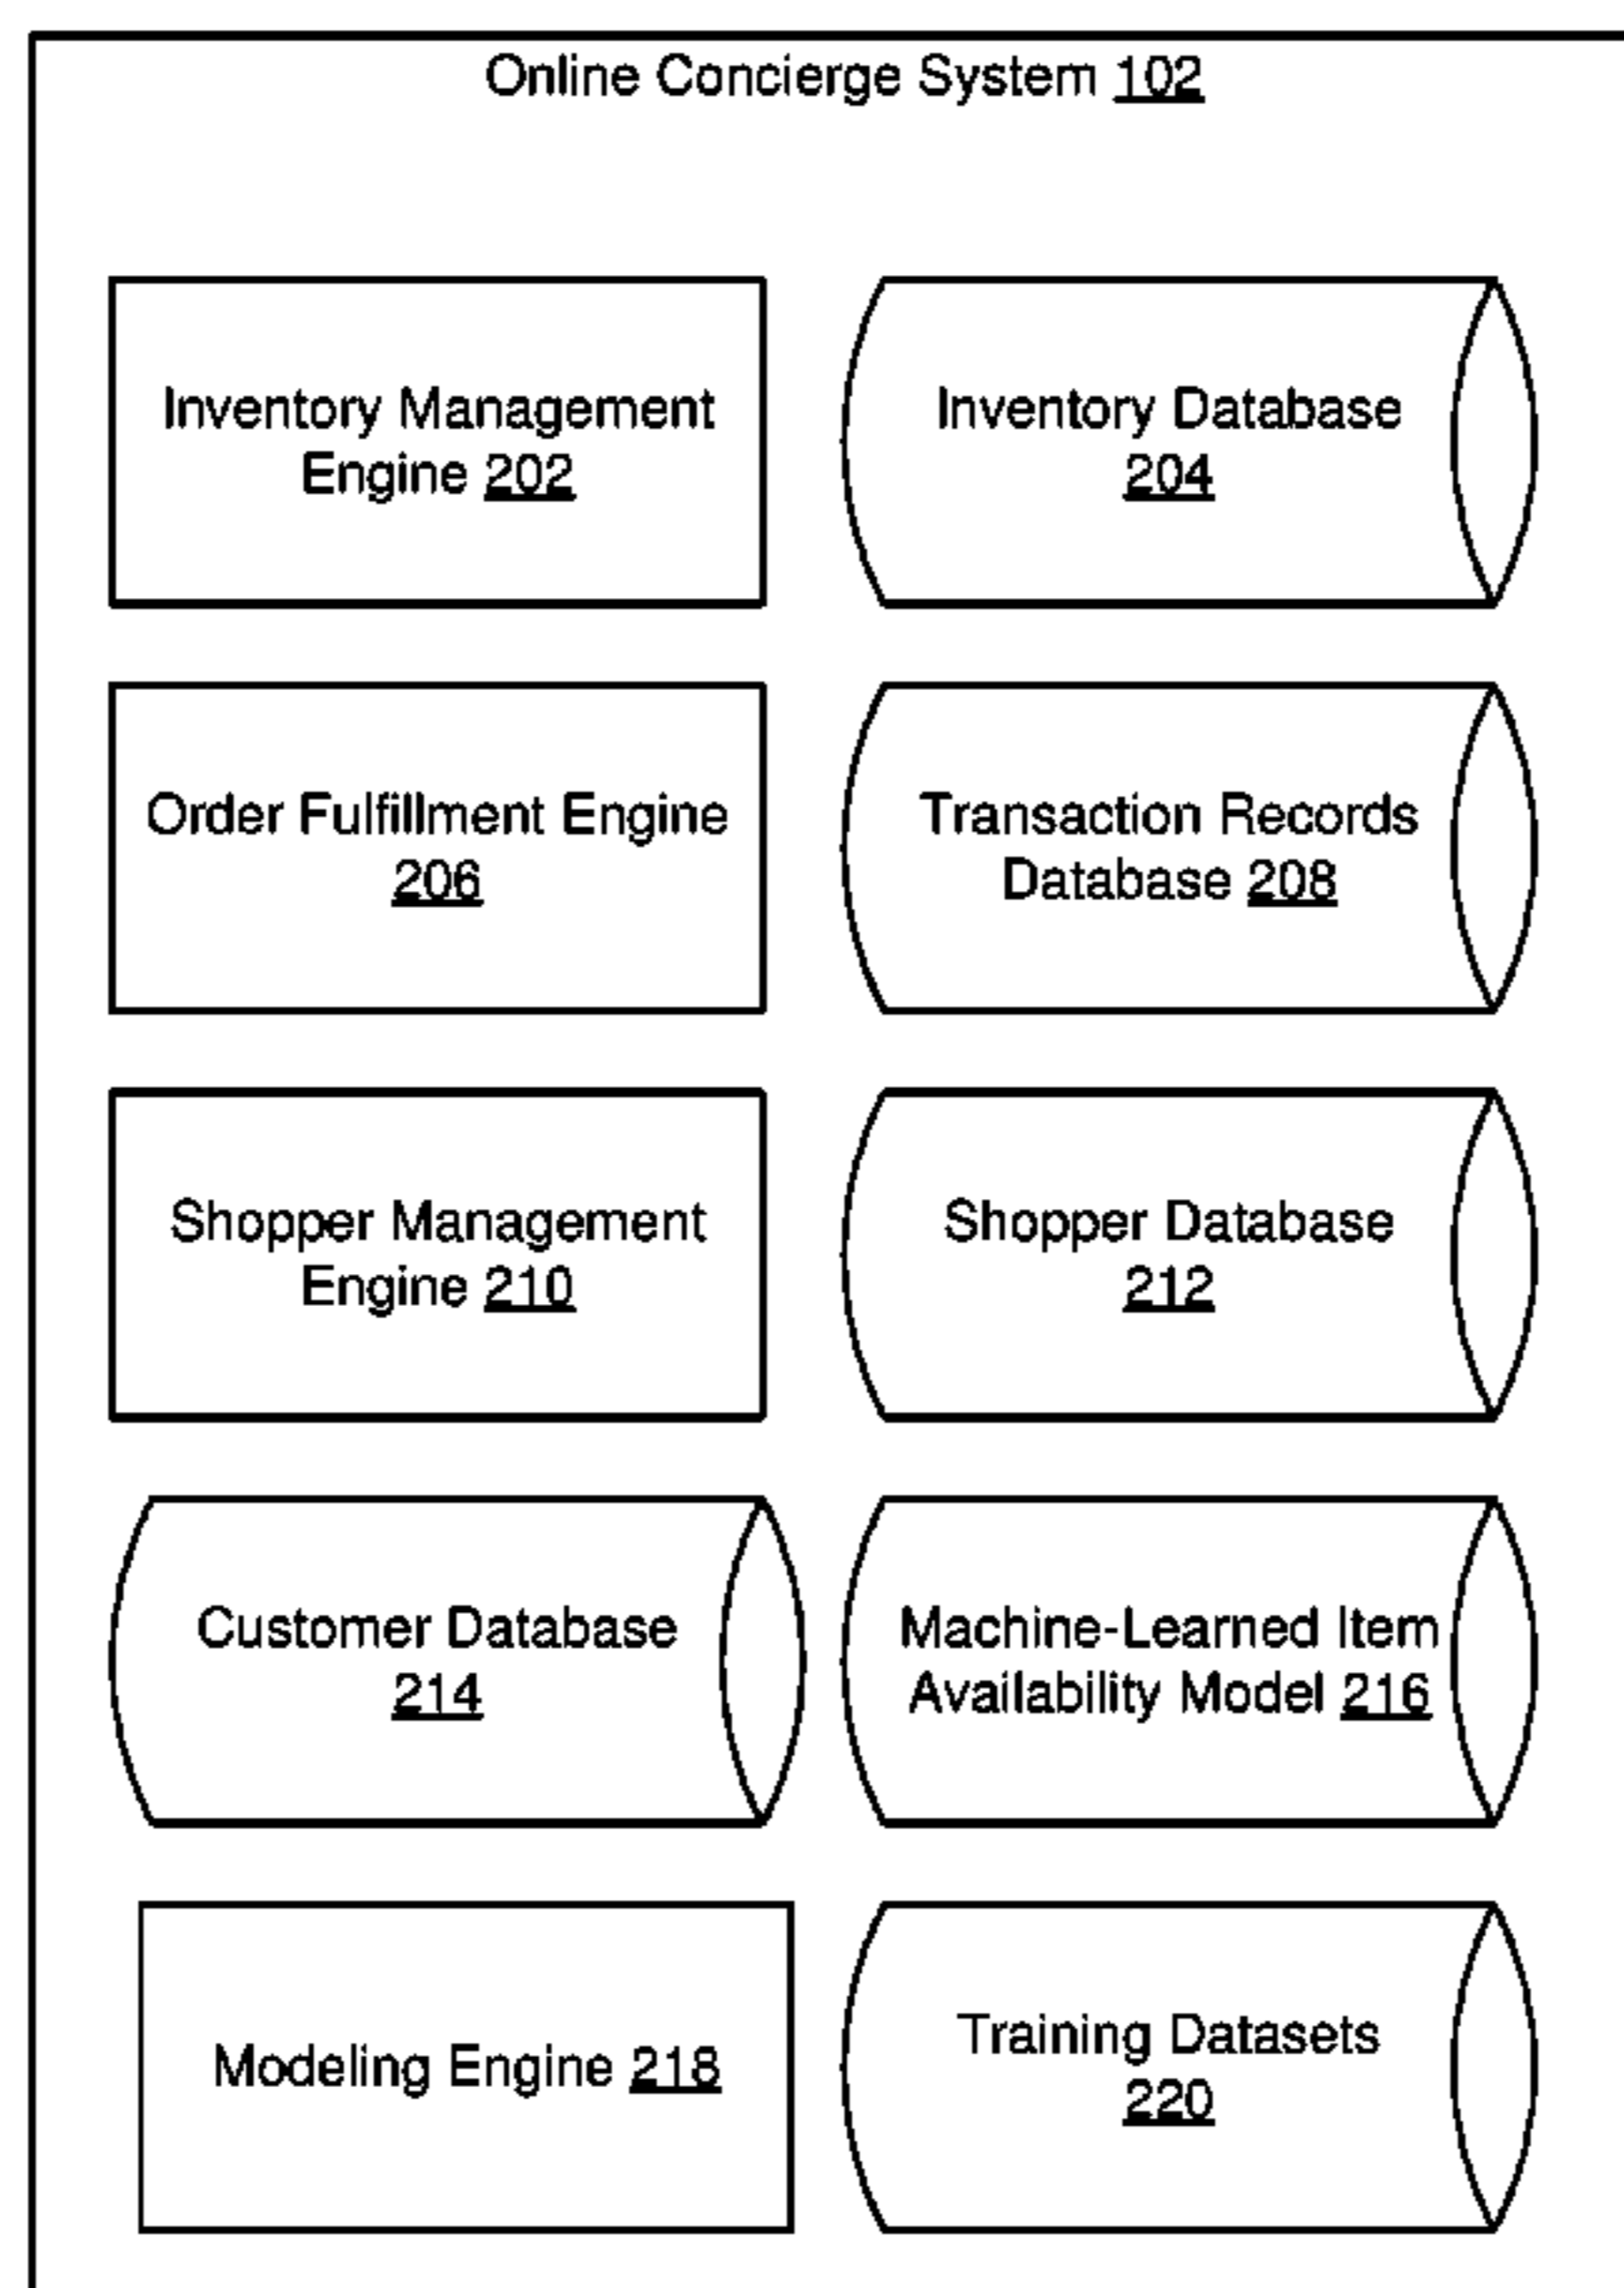 Online Concierge System 102
Inventory Management
Engine 202
Inventory Database
204
Order Fulfillment Engine
206
Transaction Records
Database 208
Shopper Management
Engine 210
Shopper Database
212
Customer Database
214
Machine-Learned Item
Availability Model 216
Modeling Engine 218
Training Datasets
220